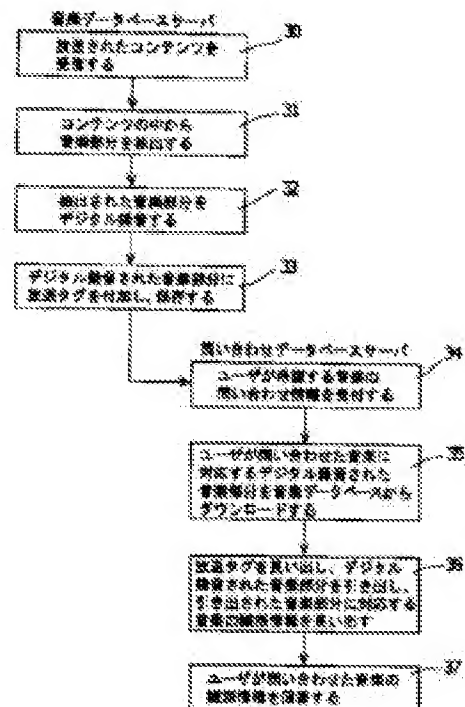 音楽データベースサーバ
30
放送されたコンテンツを
受信する
31
コンテンツの中から
音楽部分を抽出する
32
抽出された音楽部分を
デジタル録音する
33
デジタル録音された音楽部分に
放送タグを付加し、保存する
問い合わせデータベースサーバ
34
ユーザが希望する音楽の
問い合わせ情報を受付する
35
ユーザが問い合わせた音楽に
対応するデジタル録音された
音楽部分を音楽データベースから
ダウンロードする
36
放送タグを見い出し、デジタル
録音された音楽部分を引き出し、
引き出された音楽部分に対応する
音楽の情報を見い出す
37
ユーザが問い合わせた音楽の
情報を する